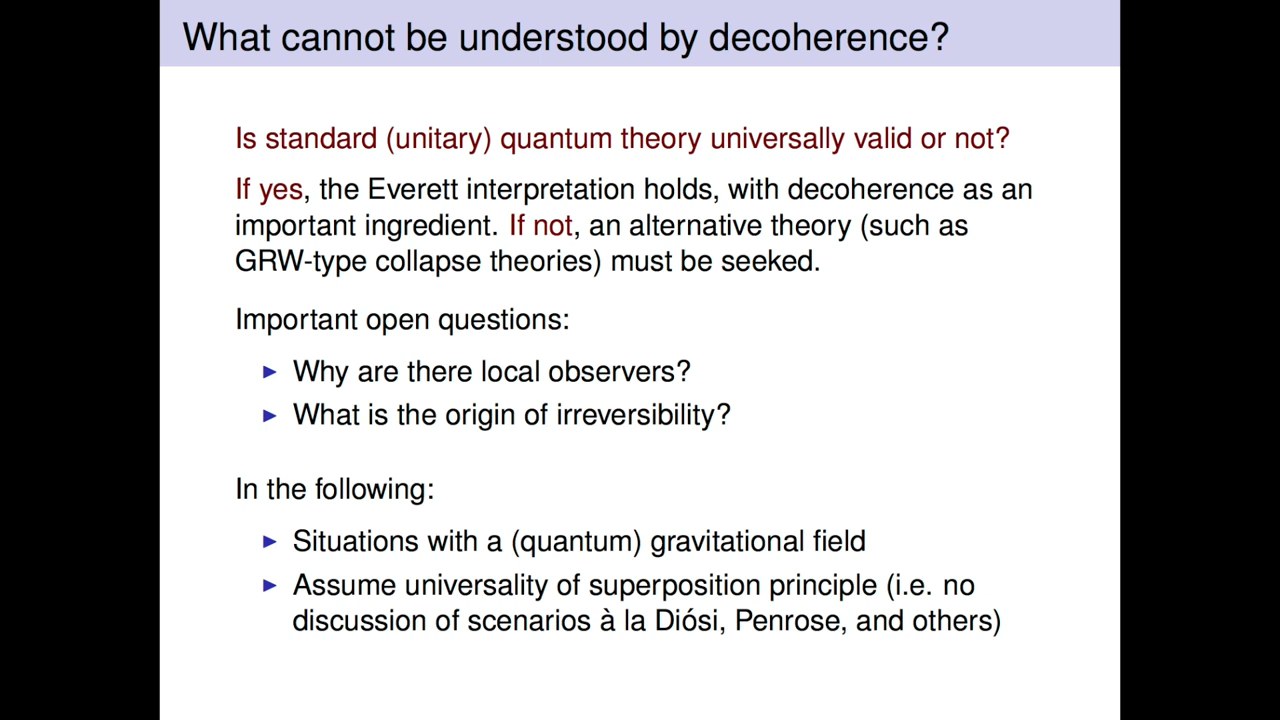 What cannot be understood by decoherence?
Is standard (unitary) quantum theory universally valid or not?
If yes, the Everett interpretation holds, with decoherence as an
important ingredient. If not, an alternative theory (such as
GRW-type collapse theories) must be seeked.
Important open questions:
► Why are there local observers?
► What is the origin of irreversibility?
In the following:
► Situations with a (quantum) gravitational field
► Assume universality of superposition principle (i.e. no
discussion of scenarios à la Diósi, Penrose, and others)